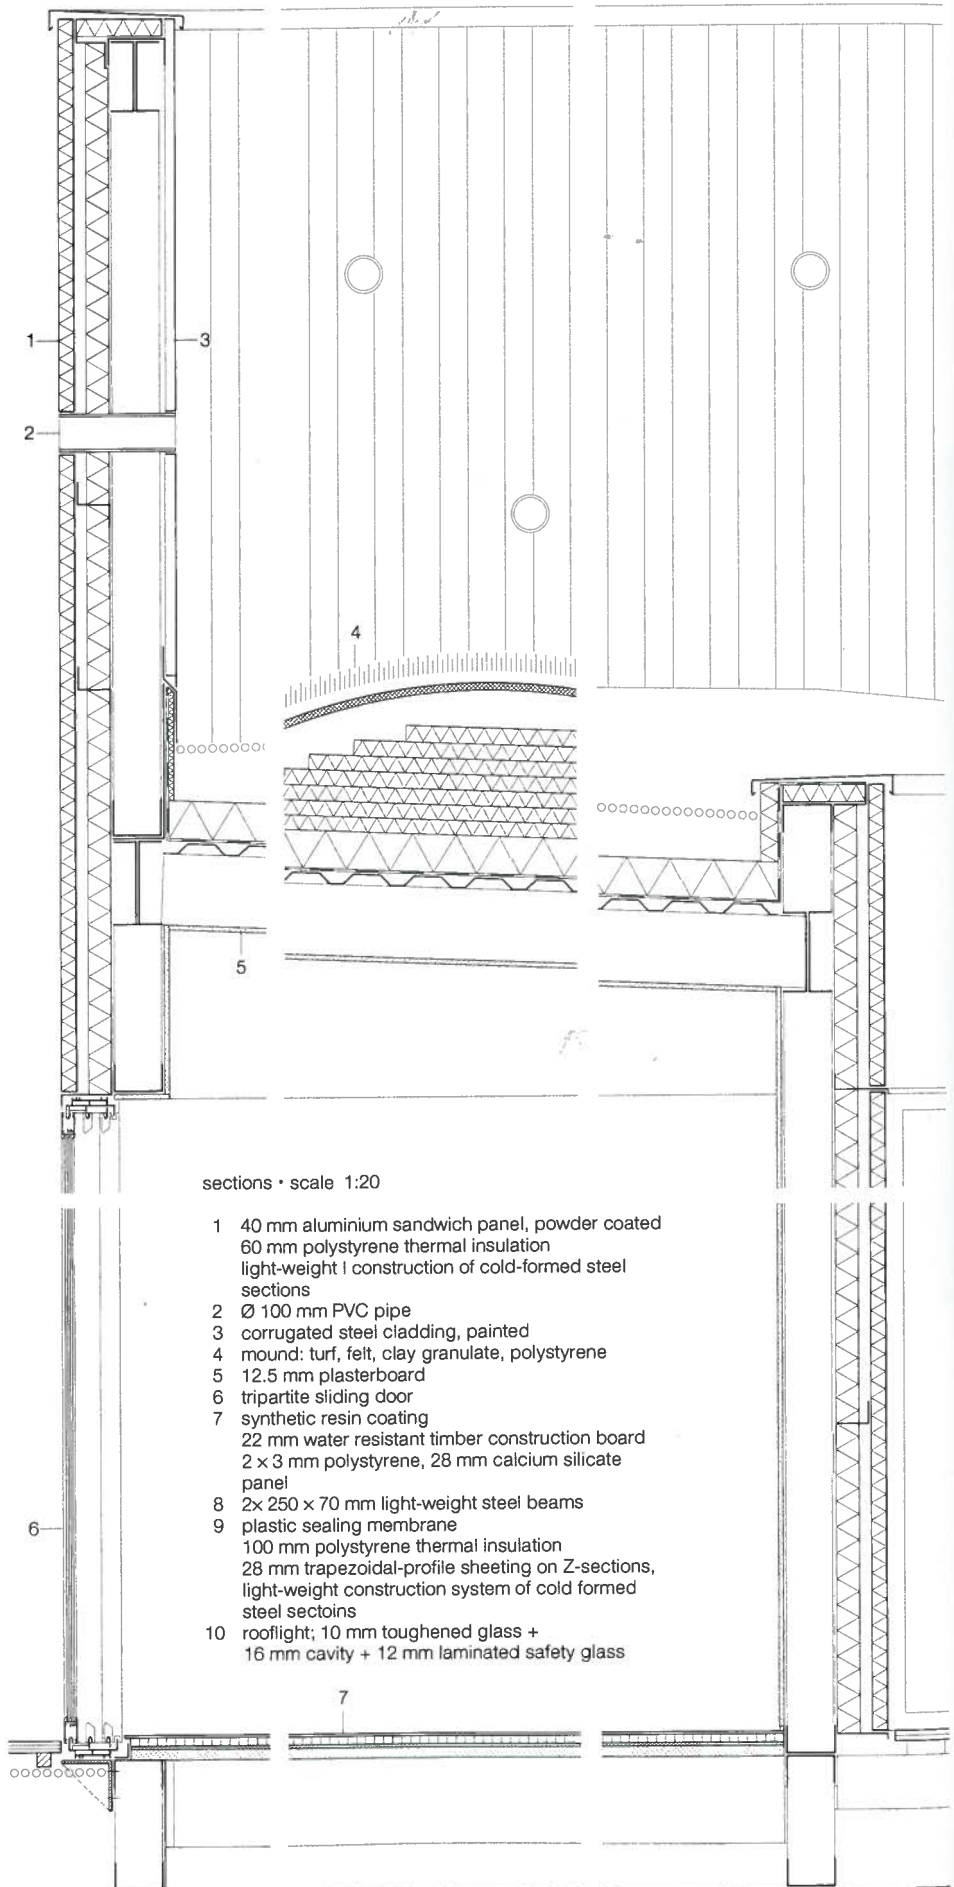 1
3
2
4
5
sections • scale 1:20
1 40 mm aluminium sandwich panel, powder coated
60 mm polystyrene thermal insulation
light-weight I construction of cold-formed steel
sections
2 Ø 100 mm PVC pipe
3 corrugated steel cladding, painted
4 mound: turf, felt, clay granulate, polystyrene
5 12.5 mm plasterboard
6 tripartite sliding door
7 synthetic resin coating
22 mm water resistant timber construction board
2 x 3 mm polystyrene, 28 mm calcium silicate
panel
8 2x 250 x 70 mm light-weight steel beams
9 plastic sealing membrane
100 mm polystyrene thermal insulation
28 mm trapezoidal-profile sheeting on Z-sections,
light-weight construction system of cold formed
steel sectoins
10 rooflight; 10 mm toughened glass +
16 mm cavity + 12 mm laminated safety glass
6
7